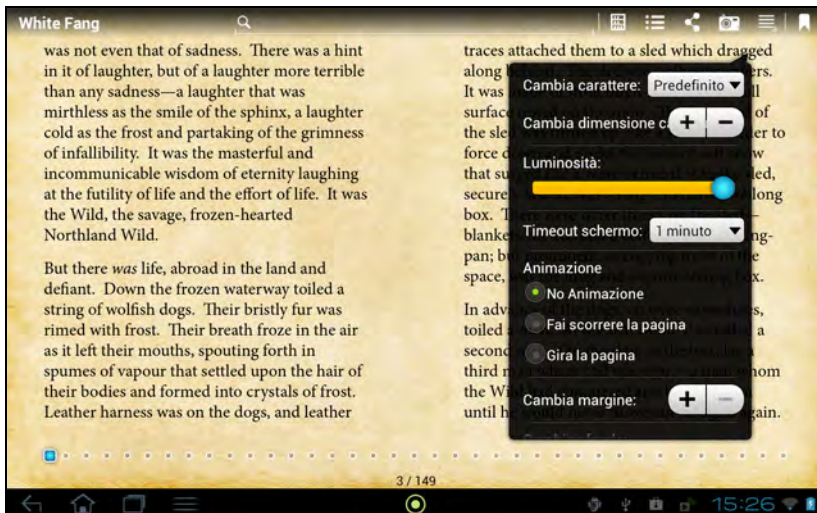 White Fang
was not even that of sadness. There was a hint
in it of laughter, but of a laughter more terrible
than any sadness—a laughter that was
mirthless as the smile of the sphinx, a laughter
cold as the frost and partaking of the grimness
of infallibility. It was the masterful and
incommunicable wisdom of eternity laughing
at the futility of life and the effort of life. It was
the Wild, the savage, frozen-hearted
Northland Wild.
But there was life, abroad in the land and
defiant. Down the frozen waterway toiled a
string of wolfish dogs. Their bristly fur was
rimed with frost. Their breath froze in the air
as it left their mouths, spouting forth in
spumes of vapour that settled upon the hair of
their bodies and formed into crystals of frost.
Leather harness was on the dogs, and leather
traces attached them to a sled which dragged
along
It was
surface of
the sled er to
force
that
secure long
box.
blanke
pan;
space,
In adv
toiled a
second
third m whom
the Wi
until he
Cambia carattere: Predefinito
Cambia dimensione + −
Luminosità:
Timeout schermo: 1 minuto
Animazione
No Animazione
Fai scorrere la pagina
Gira la pagina
Cambia margine: + −
3 / 149
15:26